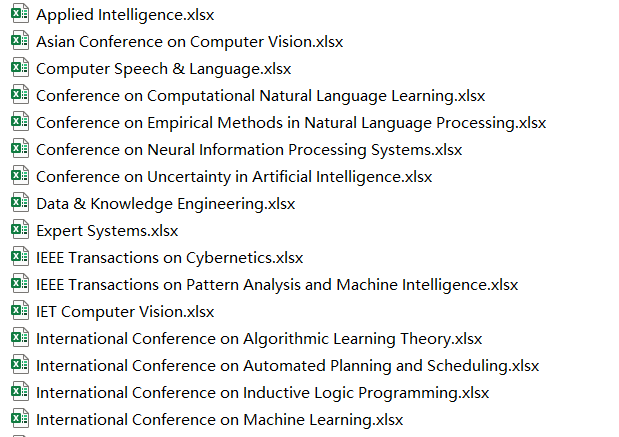 Applied Intelligence.xlsx
Asian Conference on Computer Vision.xlsx
Computer Speech & Language.xlsx
Conference on Computational Natural Language Learning.xlsx
Conference on Empirical Methods in Natural Language Processing.xlsx
Conference on Neural Information Processing Systems.xlsx
Conference on Uncertainty in Artificial Intelligence.xlsx
Data & Knowledge Engineering.xlsx
Expert Systems.xlsx
IEEE Transactions on Cybernetics.xlsx
IEEE Transactions on Pattern Analysis and Machine Intelligence.xlsx
IET Computer Vision.xlsx
International Conference on Algorithmic Learning Theory.xlsx
International Conference on Automated Planning and Scheduling.xlsx
International Conference on Inductive Logic Programming.xlsx
International Conference on Machine Learning.xlsx